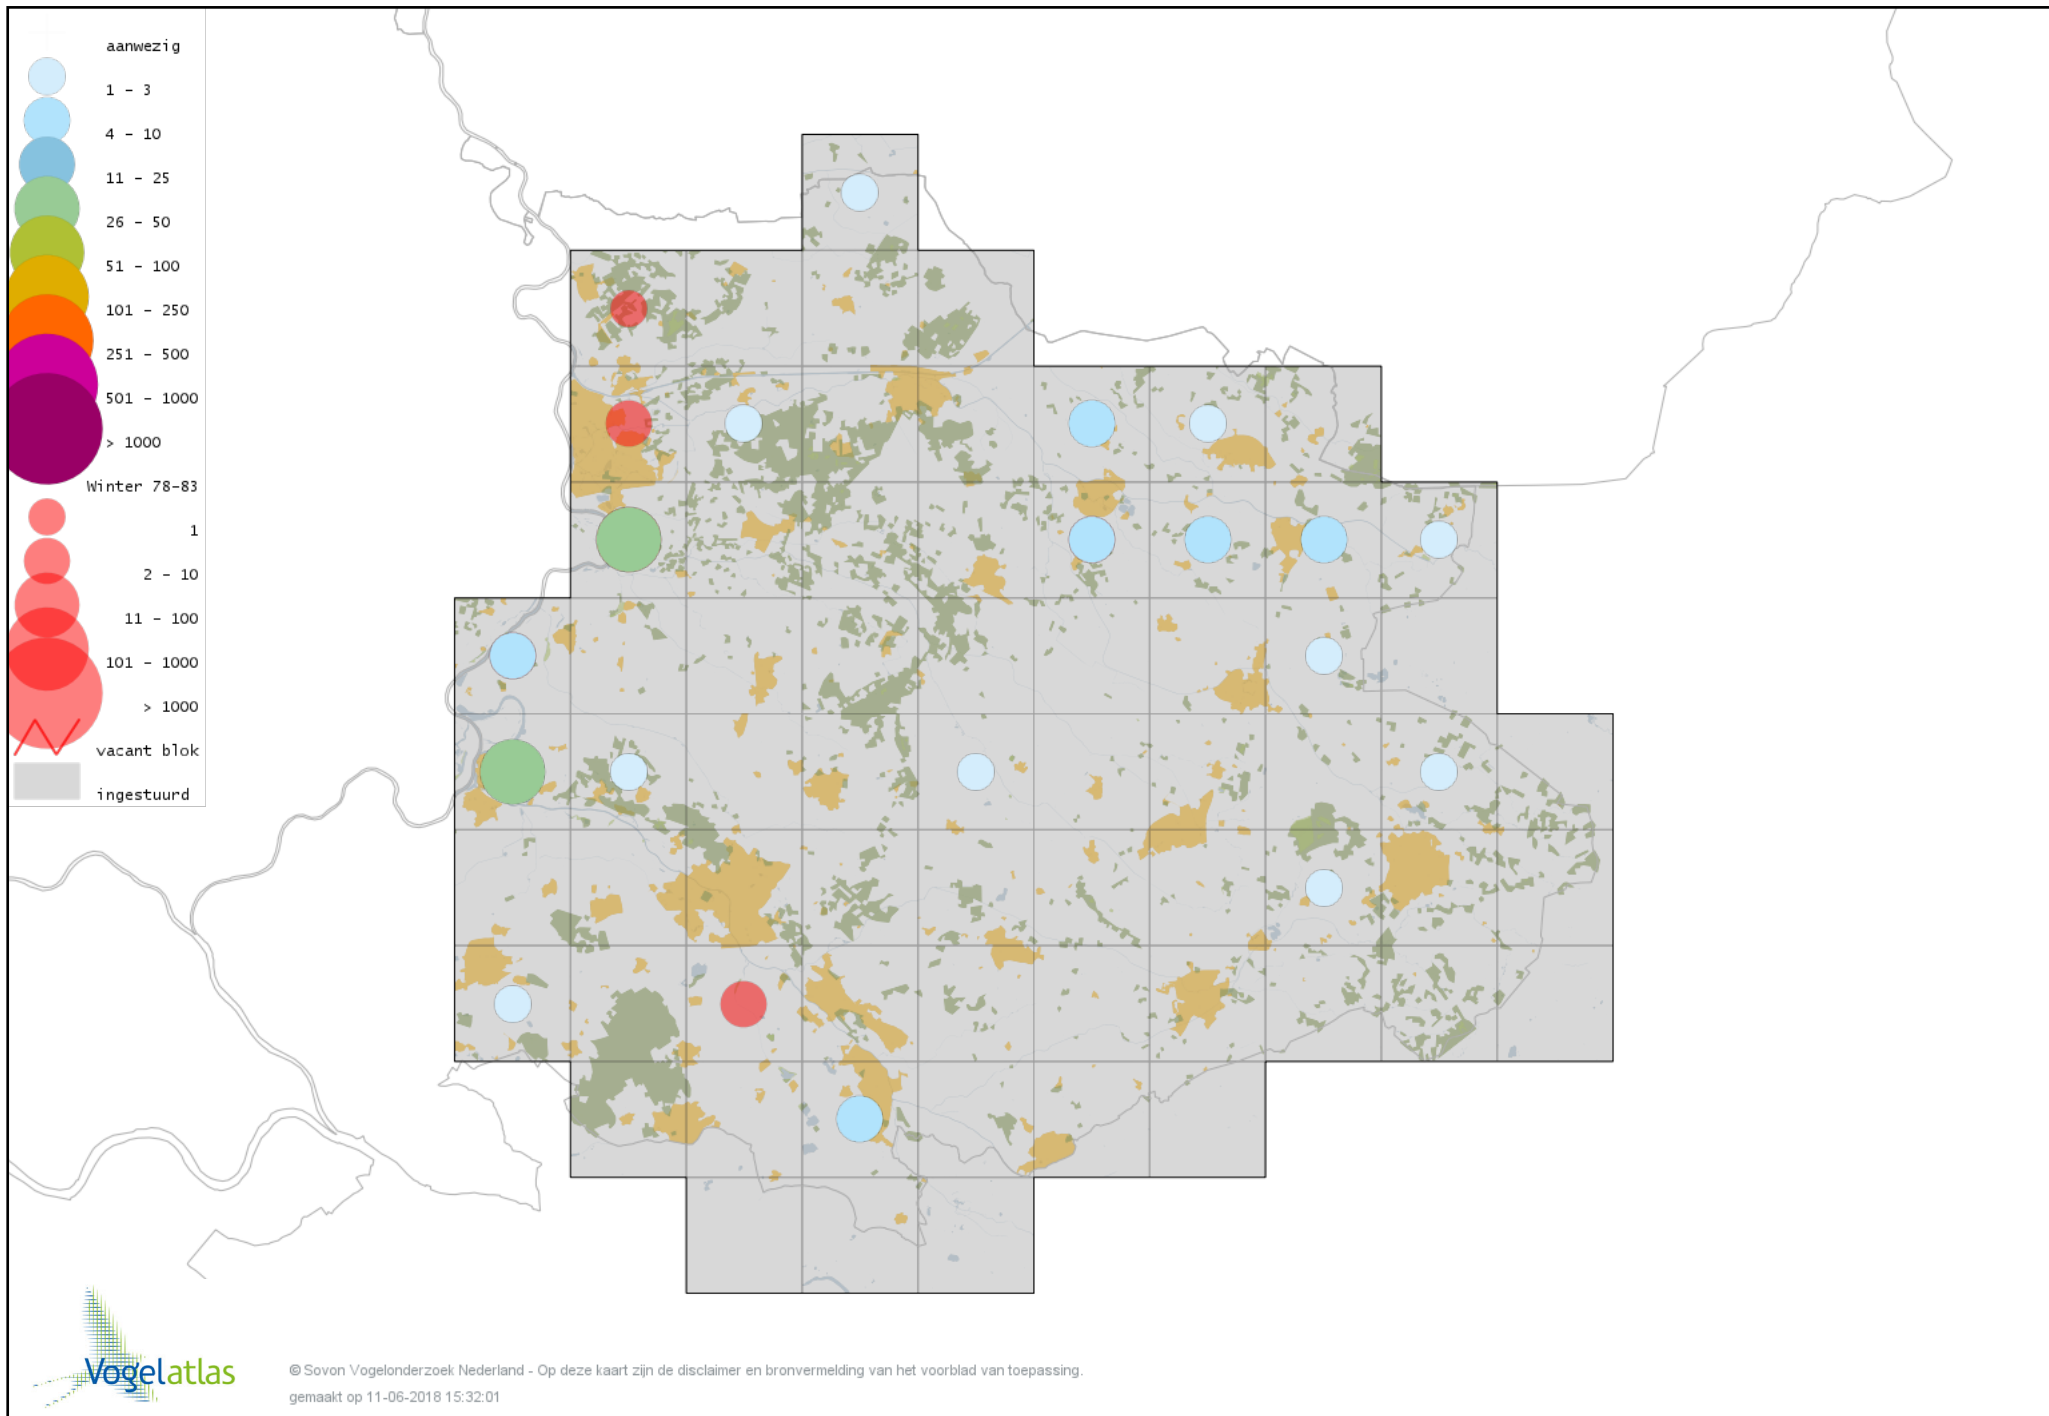 aanwezig
1 - 3
4 - 10
11 - 25
26 - 50
51 - 100
101 - 250
251 - 500
501 - 1000
> 1000
Winter 78-83
1
2 - 10
11 - 100
101 - 1000
> 1000
vacant blok
ingestuurd
Vogelatlas
© Sovon Vogelonderzoek Nederland - Op deze kaart zijn de disclaimer en bronvermelding van het voorblad van toepassing.
gemaakt op 11-06-2018 15:32:01